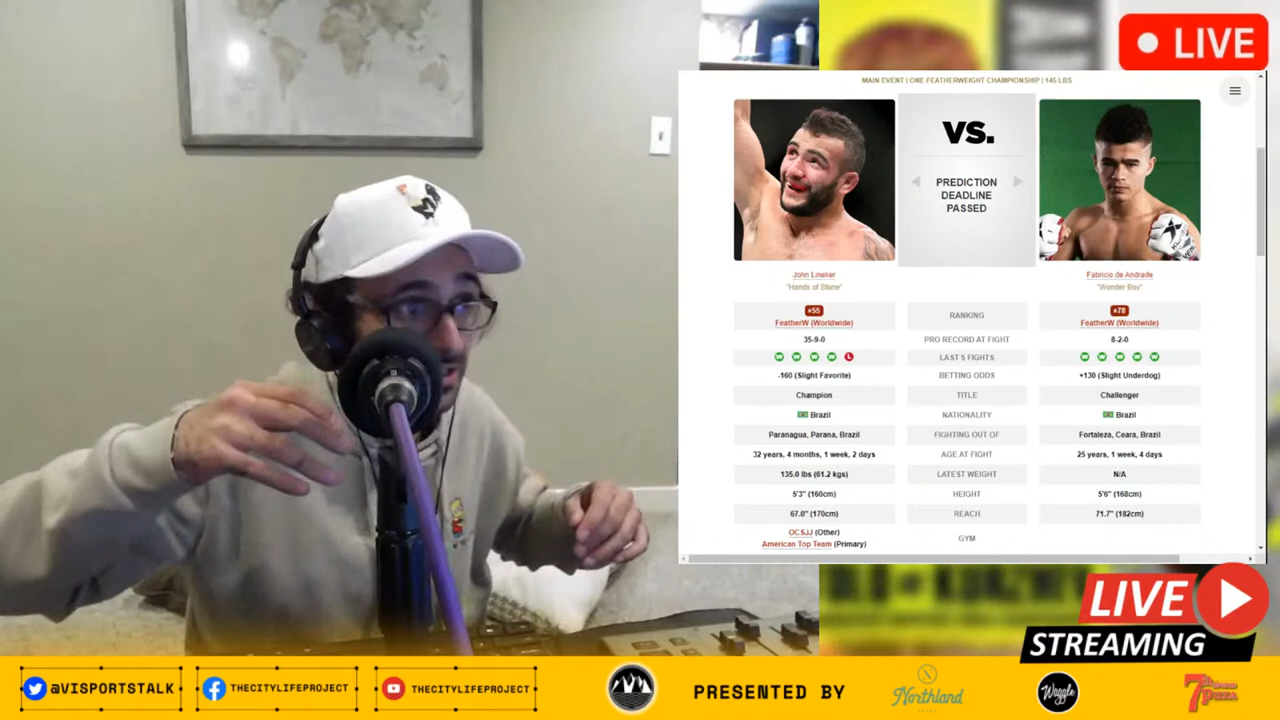 LIVE
MAIN EVENT | ONE FEATHERWEIGHT CHAMPIONSHIP | 145 LBS
VS.
PREDICTION
DEADLINE
PASSED
John Lineker
"Hands of Stone"
Fabricio de Andrade
"Wonder Boy"
#55
FeatherW (Worldwide)
RANKING
#78
FeatherW (Worldwide)
35-9-0
PRO RECORD AT FIGHT
8-2-0
W W W W L
LAST 5 FIGHTS
W W W W W
-160 (Slight Favorite)
BETTING ODDS
+130 (Slight Underdog)
Champion
TITLE
Challenger
Brazil
NATIONALITY
Brazil
Paranagua, Parana, Brazil
FIGHTING OUT OF
Fortaleza, Ceara, Brazil
32 years, 4 months, 1 week, 2 days
AGE AT FIGHT
25 years, 1 week, 4 days
135.0 lbs (61.2 kgs)
LATEST WEIGHT
N/A
5'3" (160cm)
HEIGHT
5'6" (168cm)
67.0" (170cm)
REACH
71.7" (182cm)
OCSJJ (Other)
American Top Team (Primary)
GYM
LIVE
STREAMING
@VISPORTSTALK
THECITYLIFEPROJECT
THECITYLIFEPROJECT
PRESENTED BY
Northland
Waggle